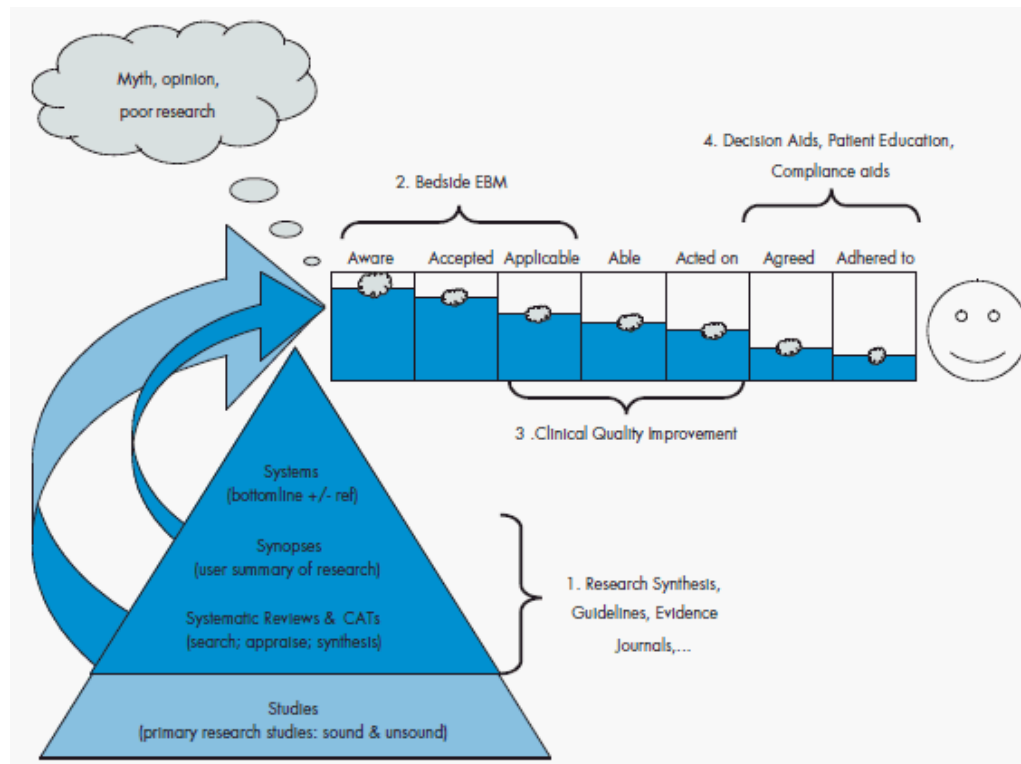 Myth, opinion,
poor research
4. Decision Aids, Patient Education,
Compliance aids
2. Bedside EBM
Aware Accepted Applicable Able Acted on Agreed Adhered to
3 .Clinical Quality Improvement
Systems
(bottomline +/- ref)
Synopses
(user summary of research)
Systematic Reviews & CATs
(search; appraise; synthesis)
1. Research Synthesis,
Guidelines, Evidence
Journals,...
Studies
(primary research studies: sound & unsound)